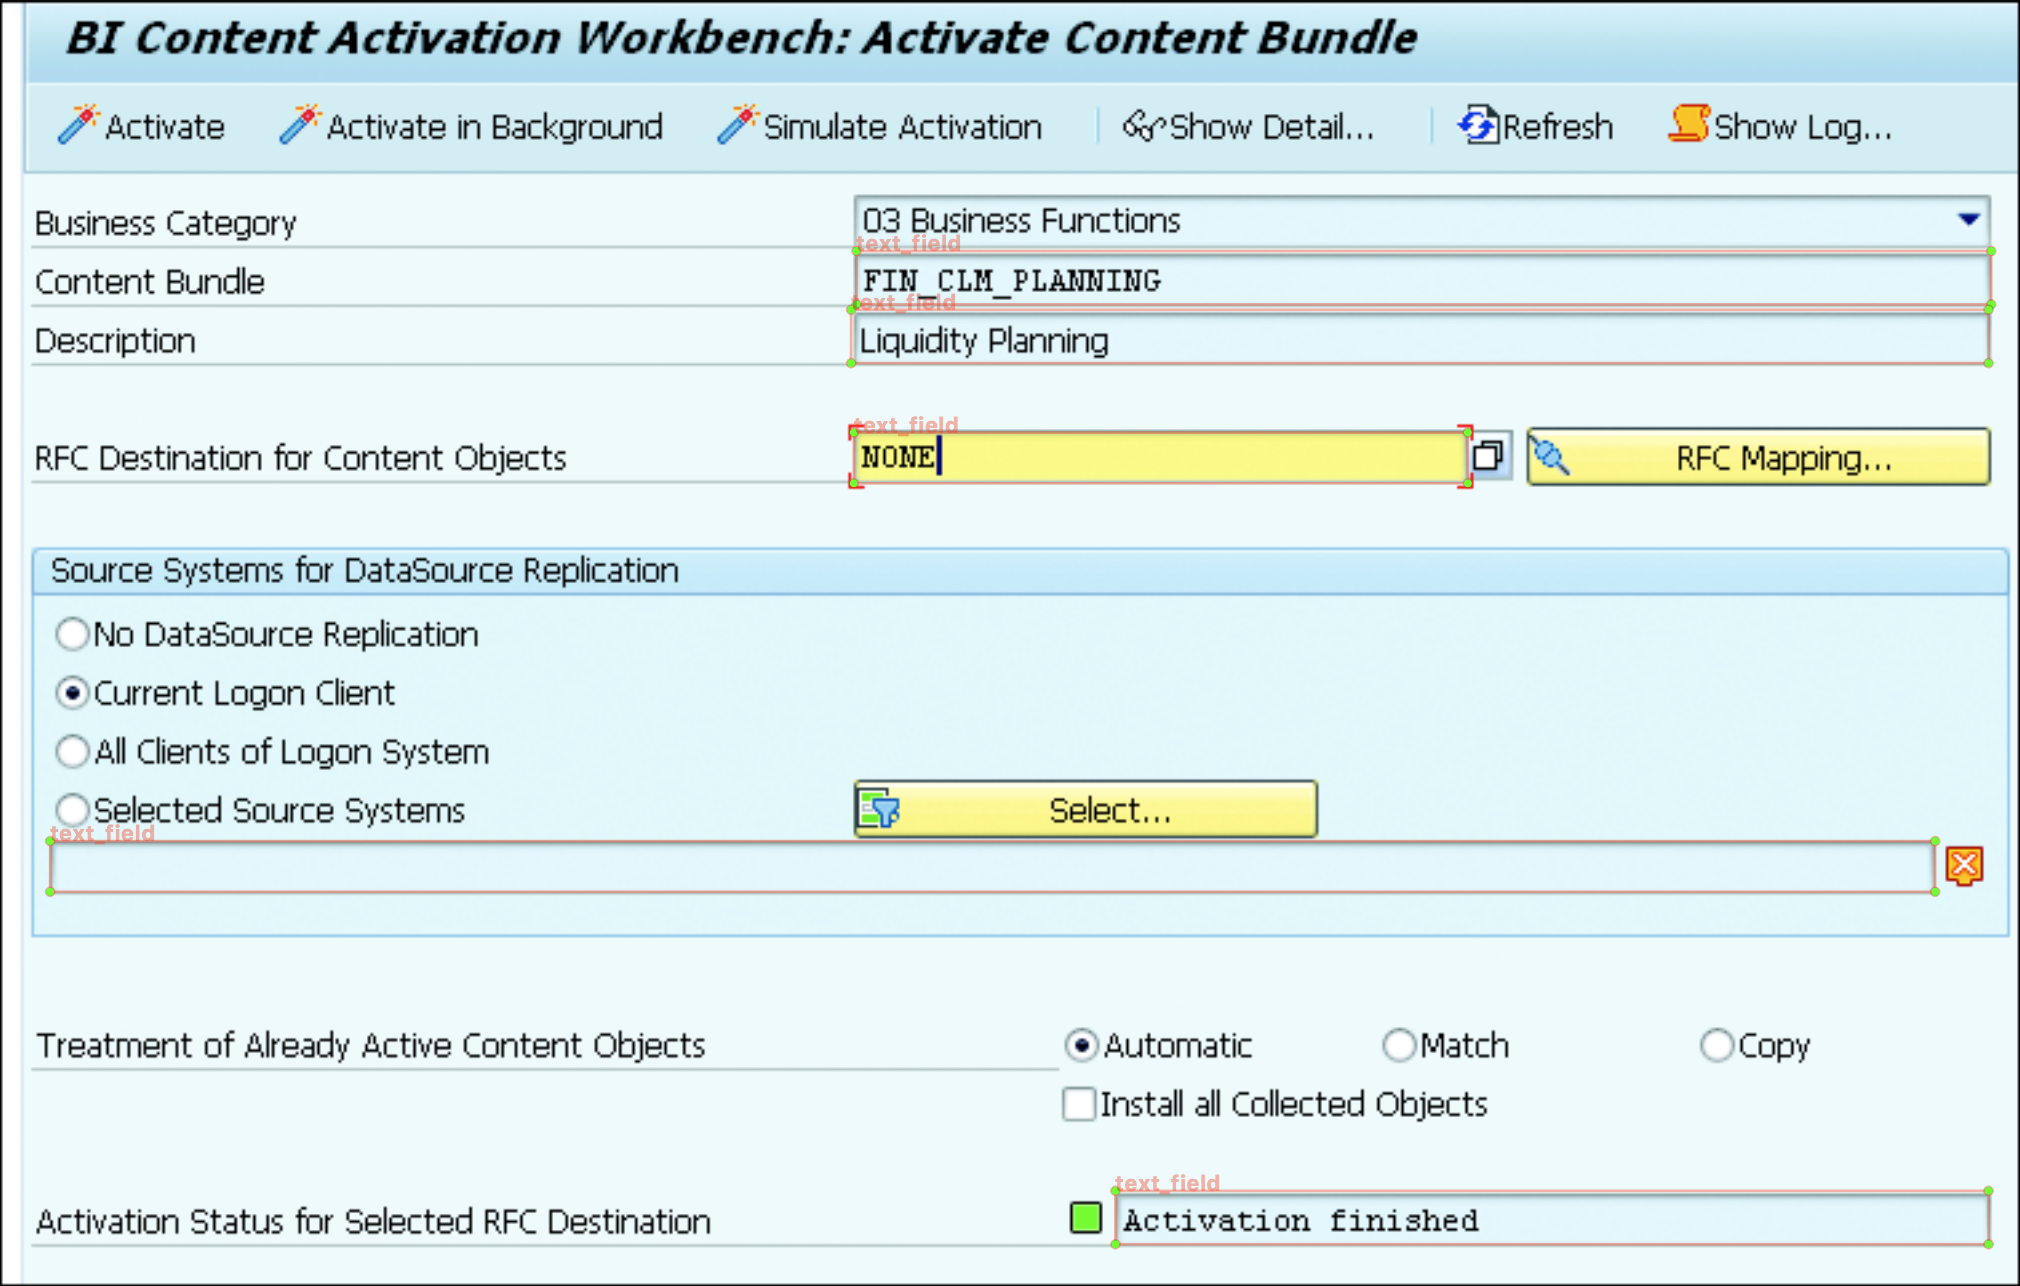 BI Content Activation Workbench: Activate Content Bundle
Activate Activate in Background Simulate Activation Show Detail... Refresh Show Log...
Business Category 03 Business Functions
text_field
Content Bundle FIN_CLM_PLANNING
text_field
Description Liquidity Planning
text_field
RFC Destination for Content Objects NONE RFC Mapping...
Source Systems for DataSource Replication
No DataSource Replication
Current Logon Client
All Clients of Logon System
Selected Source Systems Select...
text_field
Treatment of Already Active Content Objects Automatic Match Copy
Install all Collected Objects
text_field
Activation Status for Selected RFC Destination Activation finished